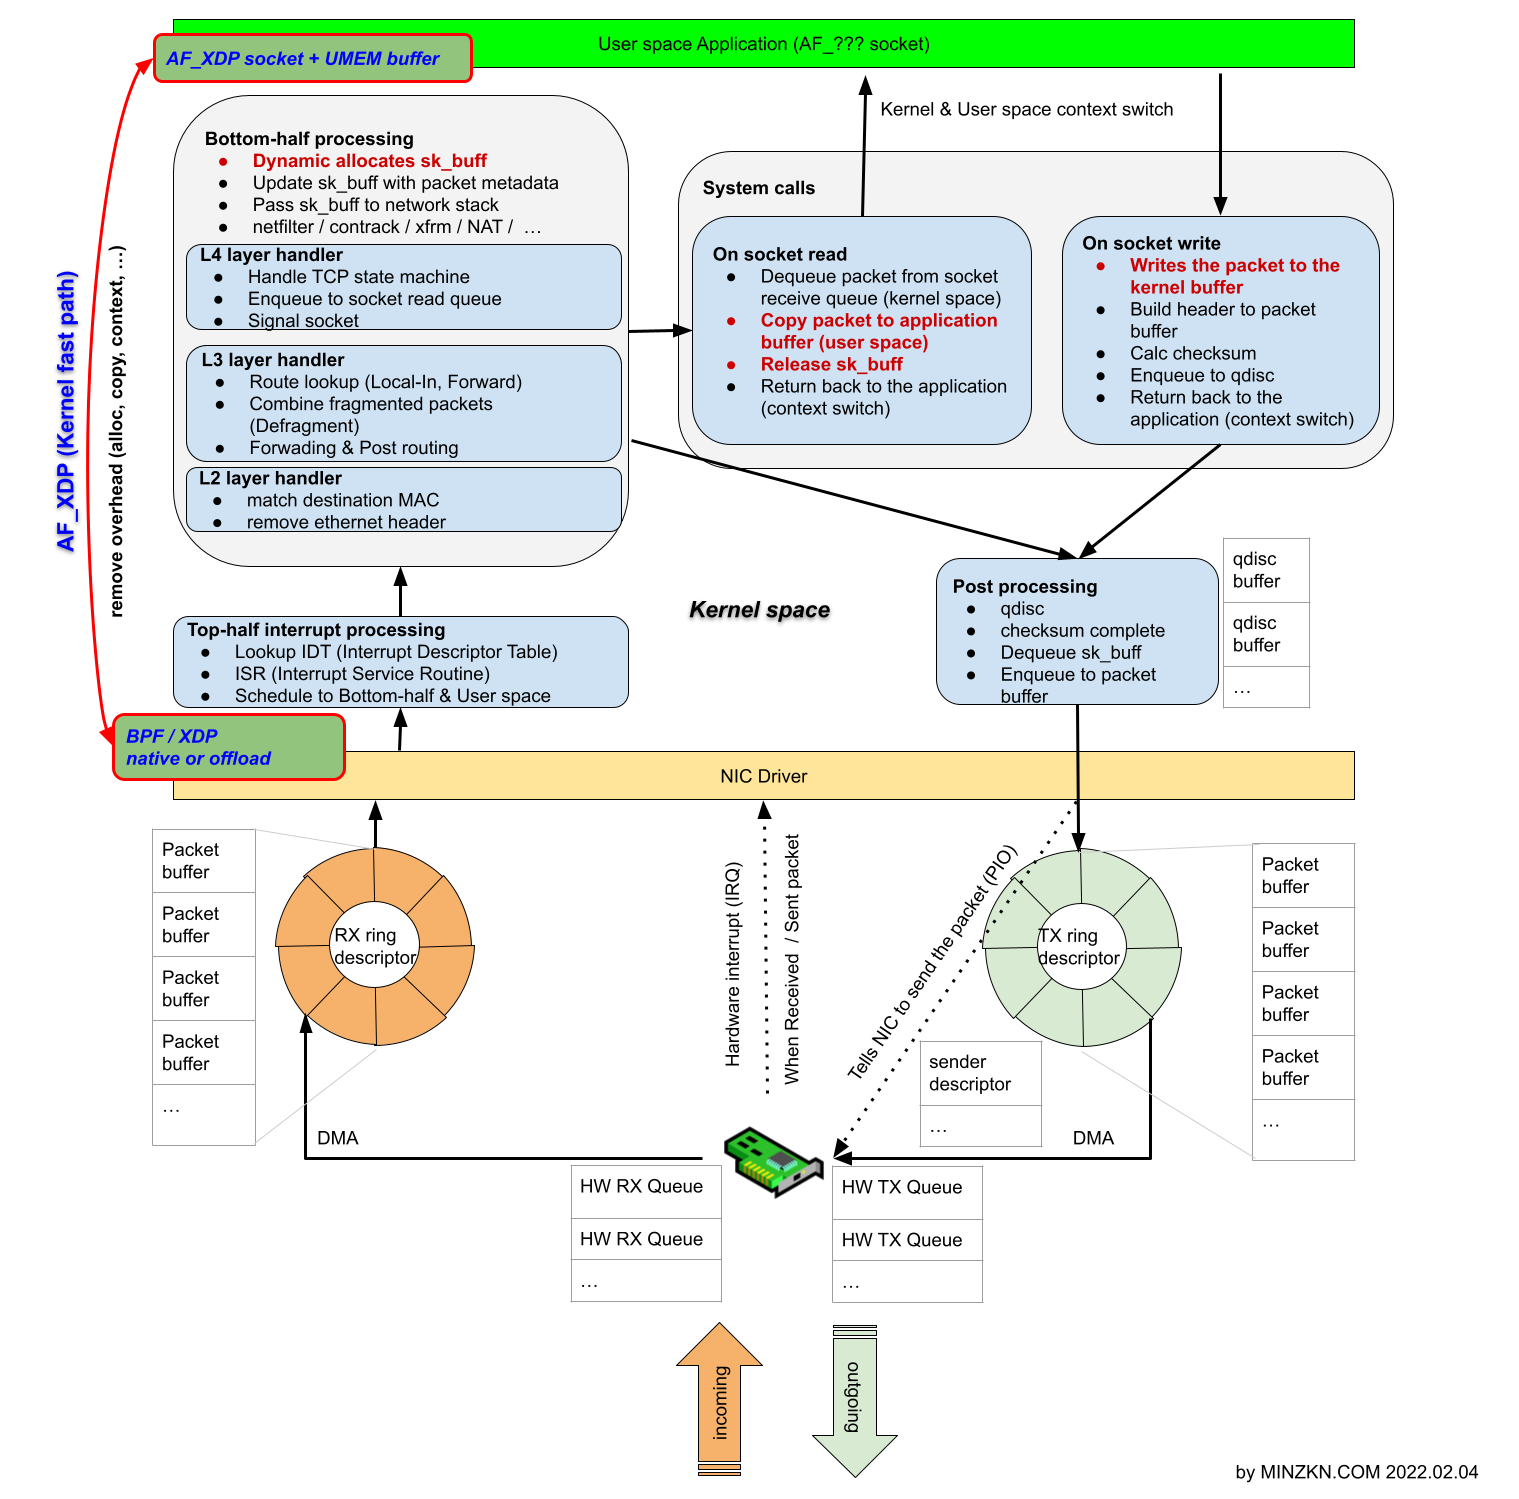 User space Application (AF_??? socket)
AF_XDP socket + UMEM buffer
Kernel & User space context switch
AF_XDP (Kernel fast path)
remove overhead (alloc, copy, context, ...)
Bottom-half processing
● Dynamic allocates sk_buff
● Update sk_buff with packet metadata
● Pass sk_buff to network stack
● netfilter / contrack / xfrm / NAT / …
L4 layer handler
● Handle TCP state machine
● Enqueue to socket read queue
● Signal socket
L3 layer handler
● Route lookup (Local-In, Forward)
● Combine fragmented packets
(Defragment)
● Forwading & Post routing
L2 layer handler
● match destination MAC
● remove ethernet header
System calls
On socket read
● Dequeue packet from socket
receive queue (kernel space)
● Copy packet to application
buffer (user space)
● Release sk_buff
● Return back to the application
(context switch)
On socket write
● Writes the packet to the
kernel buffer
● Build header to packet
buffer
● Calc checksum
● Enqueue to qdisc
● Return back to the
application (context switch)
Kernel space
Post processing
● qdisc
● checksum complete
● Dequeue sk_buff
● Enqueue to packet
buffer
qdisc
buffer
qdisc
buffer
…
Top-half interrupt processing
● Lookup IDT (Interrupt Descriptor Table)
● ISR (Interrupt Service Routine)
● Schedule to Bottom-half & User space
BPF / XDP
native or offload
NIC Driver
Packet
buffer
Packet
buffer
Packet
buffer
Packet
buffer
…
RX ring
descriptor
Hardware interrupt (IRQ)
When Received / Sent packet
Tells NIC to send the packet (PIO)
TX ring
descriptor
Packet
buffer
Packet
buffer
Packet
buffer
Packet
buffer
…
sender
descriptor
…
DMA
DMA
HW RX Queue
HW RX Queue
…
HW TX Queue
HW TX Queue
…
incoming
outgoing
by MINZKN.COM 2022.02.04